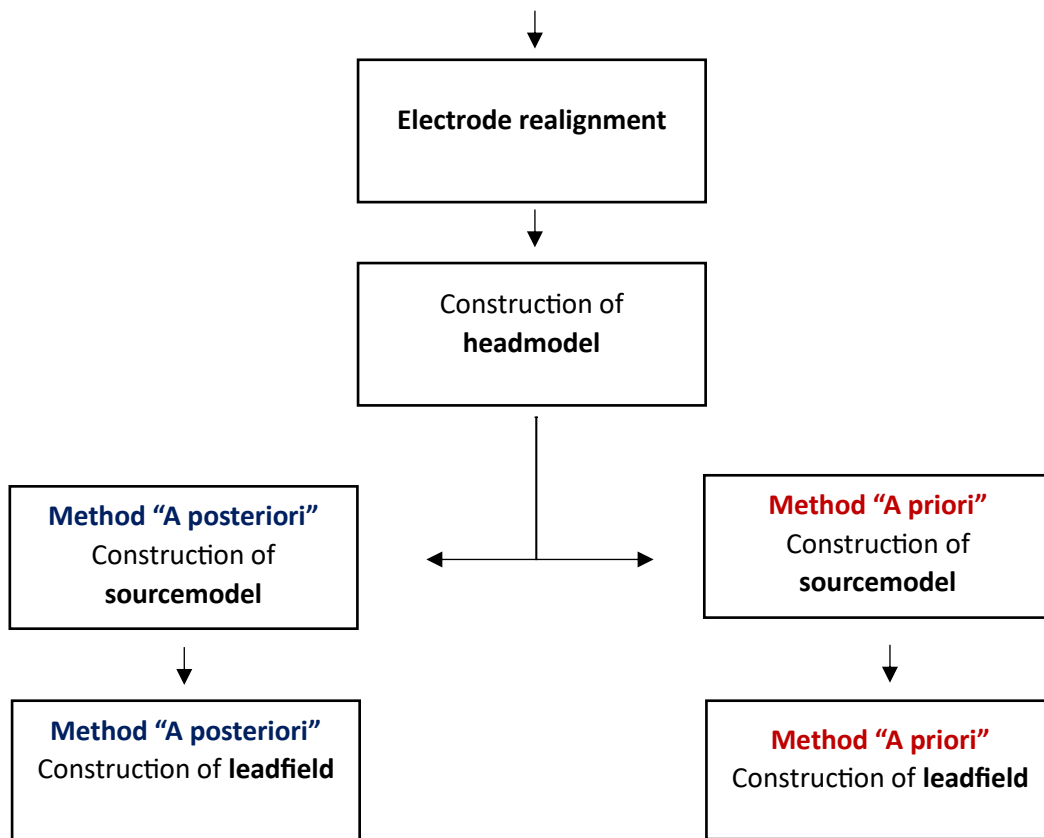 Electrode realignment
Construction of
headmodel
Method “A posteriori”
Construction of
sourcemodel
Method “A priori”
Construction of
sourcemodel
Method “A posteriori”
Construction of leadfield
Method “A priori”
Construction of leadfield